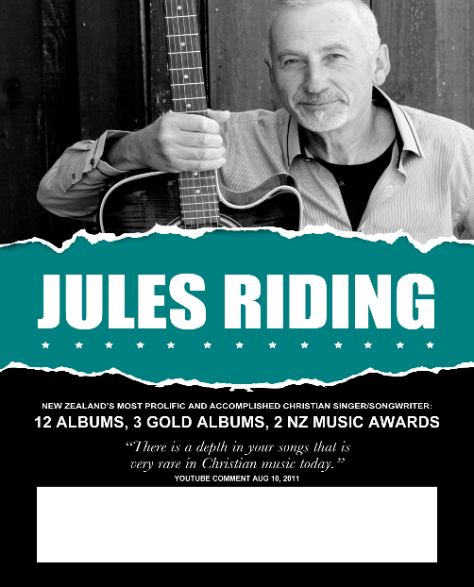 JULES RIDING
NEW ZEALAND'S MOST PROLIFIC AND ACCOMPLISHED CHRISTIAN SINGER/SONGWRITER:
12 ALBUMS, 3 GOLD ALBUMS, 2 NZ MUSIC AWARDS
“There is a depth in your songs that is
very rare in Christian music today.”
YOUTUBE COMMENT AUG 10, 2011